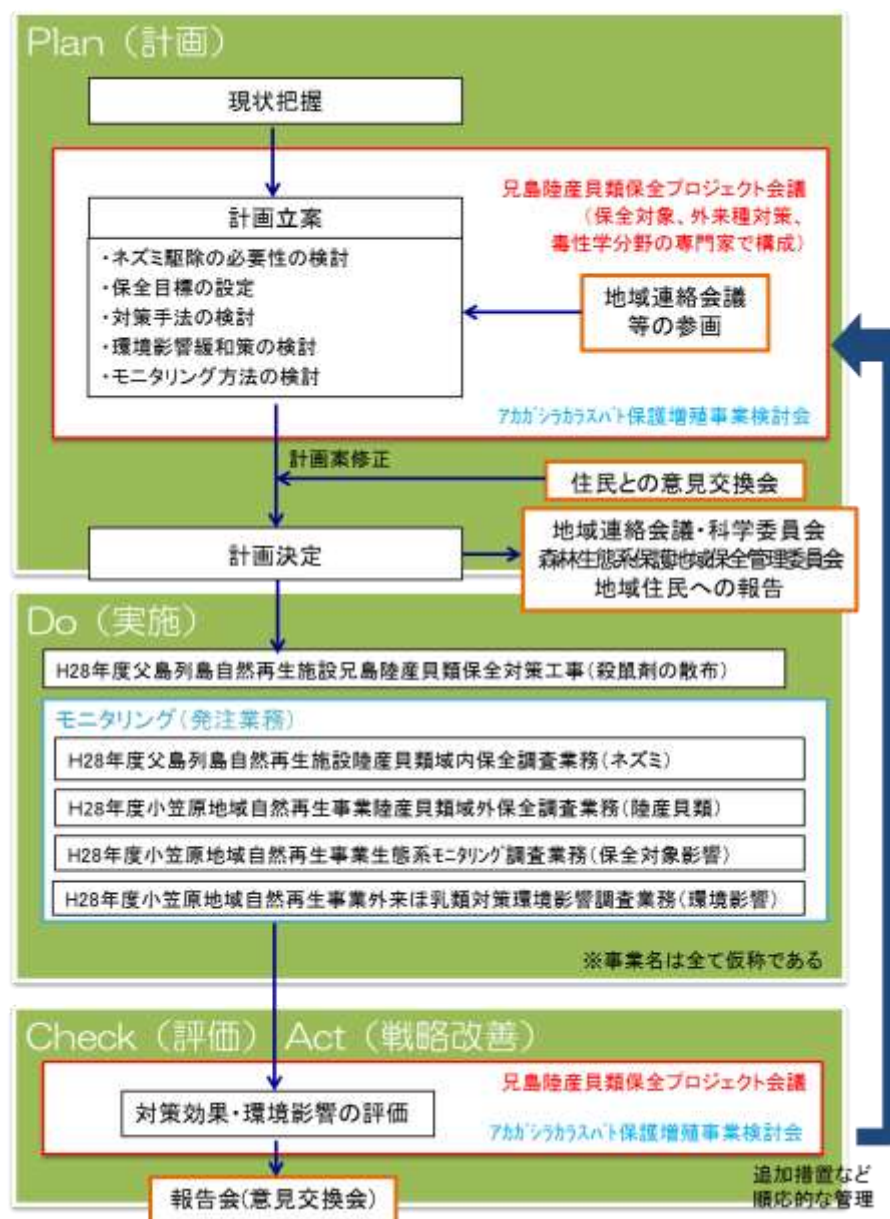 Plan（計画）
現状把握
兄島陸産貝類保全プロジェクト会議
（保全対象、外来種対策、
毒性学分野の専門家で構成）
計画立案
・ネズミ駆除の必要性の検討
・保全目標の設定
・対策手法の検討
・環境影響緩和策の検討
・モニタリング方法の検討
地域連絡会議
等の参画
アカガシラカラスバト保護増殖事業検討会
計画案修正
住民との意見交換会
計画決定
地域連絡会議・科学委員会
森林生態系保護地域保全管理委員会
地域住民への報告
Do（実施）
H28年度父島列島自然再生施設兄島陸産貝類保全対策工事（殺鼠剤の散布）
モニタリング（発注業務）
H28年度父島列島自然再生施設陸産貝類域内保全調査業務（ネズミ）
H28年度小笠原地域自然再生事業陸産貝類域外保全調査業務（陸産貝類）
H28年度小笠原地域自然再生事業生態系モニタリング調査業務（保全対象影響）
H28年度小笠原地域自然再生事業外来ほ乳類対策環境影響調査業務（環境影響）
※事業名は全て仮称である
Check（評価） Act（戦略改善）
兄島陸産貝類保全プロジェクト会議
対策効果・環境影響の評価
アカガシラカラスバト保護増殖事業検討会
追加措置など
順応的な管理
報告会（意見交換会）